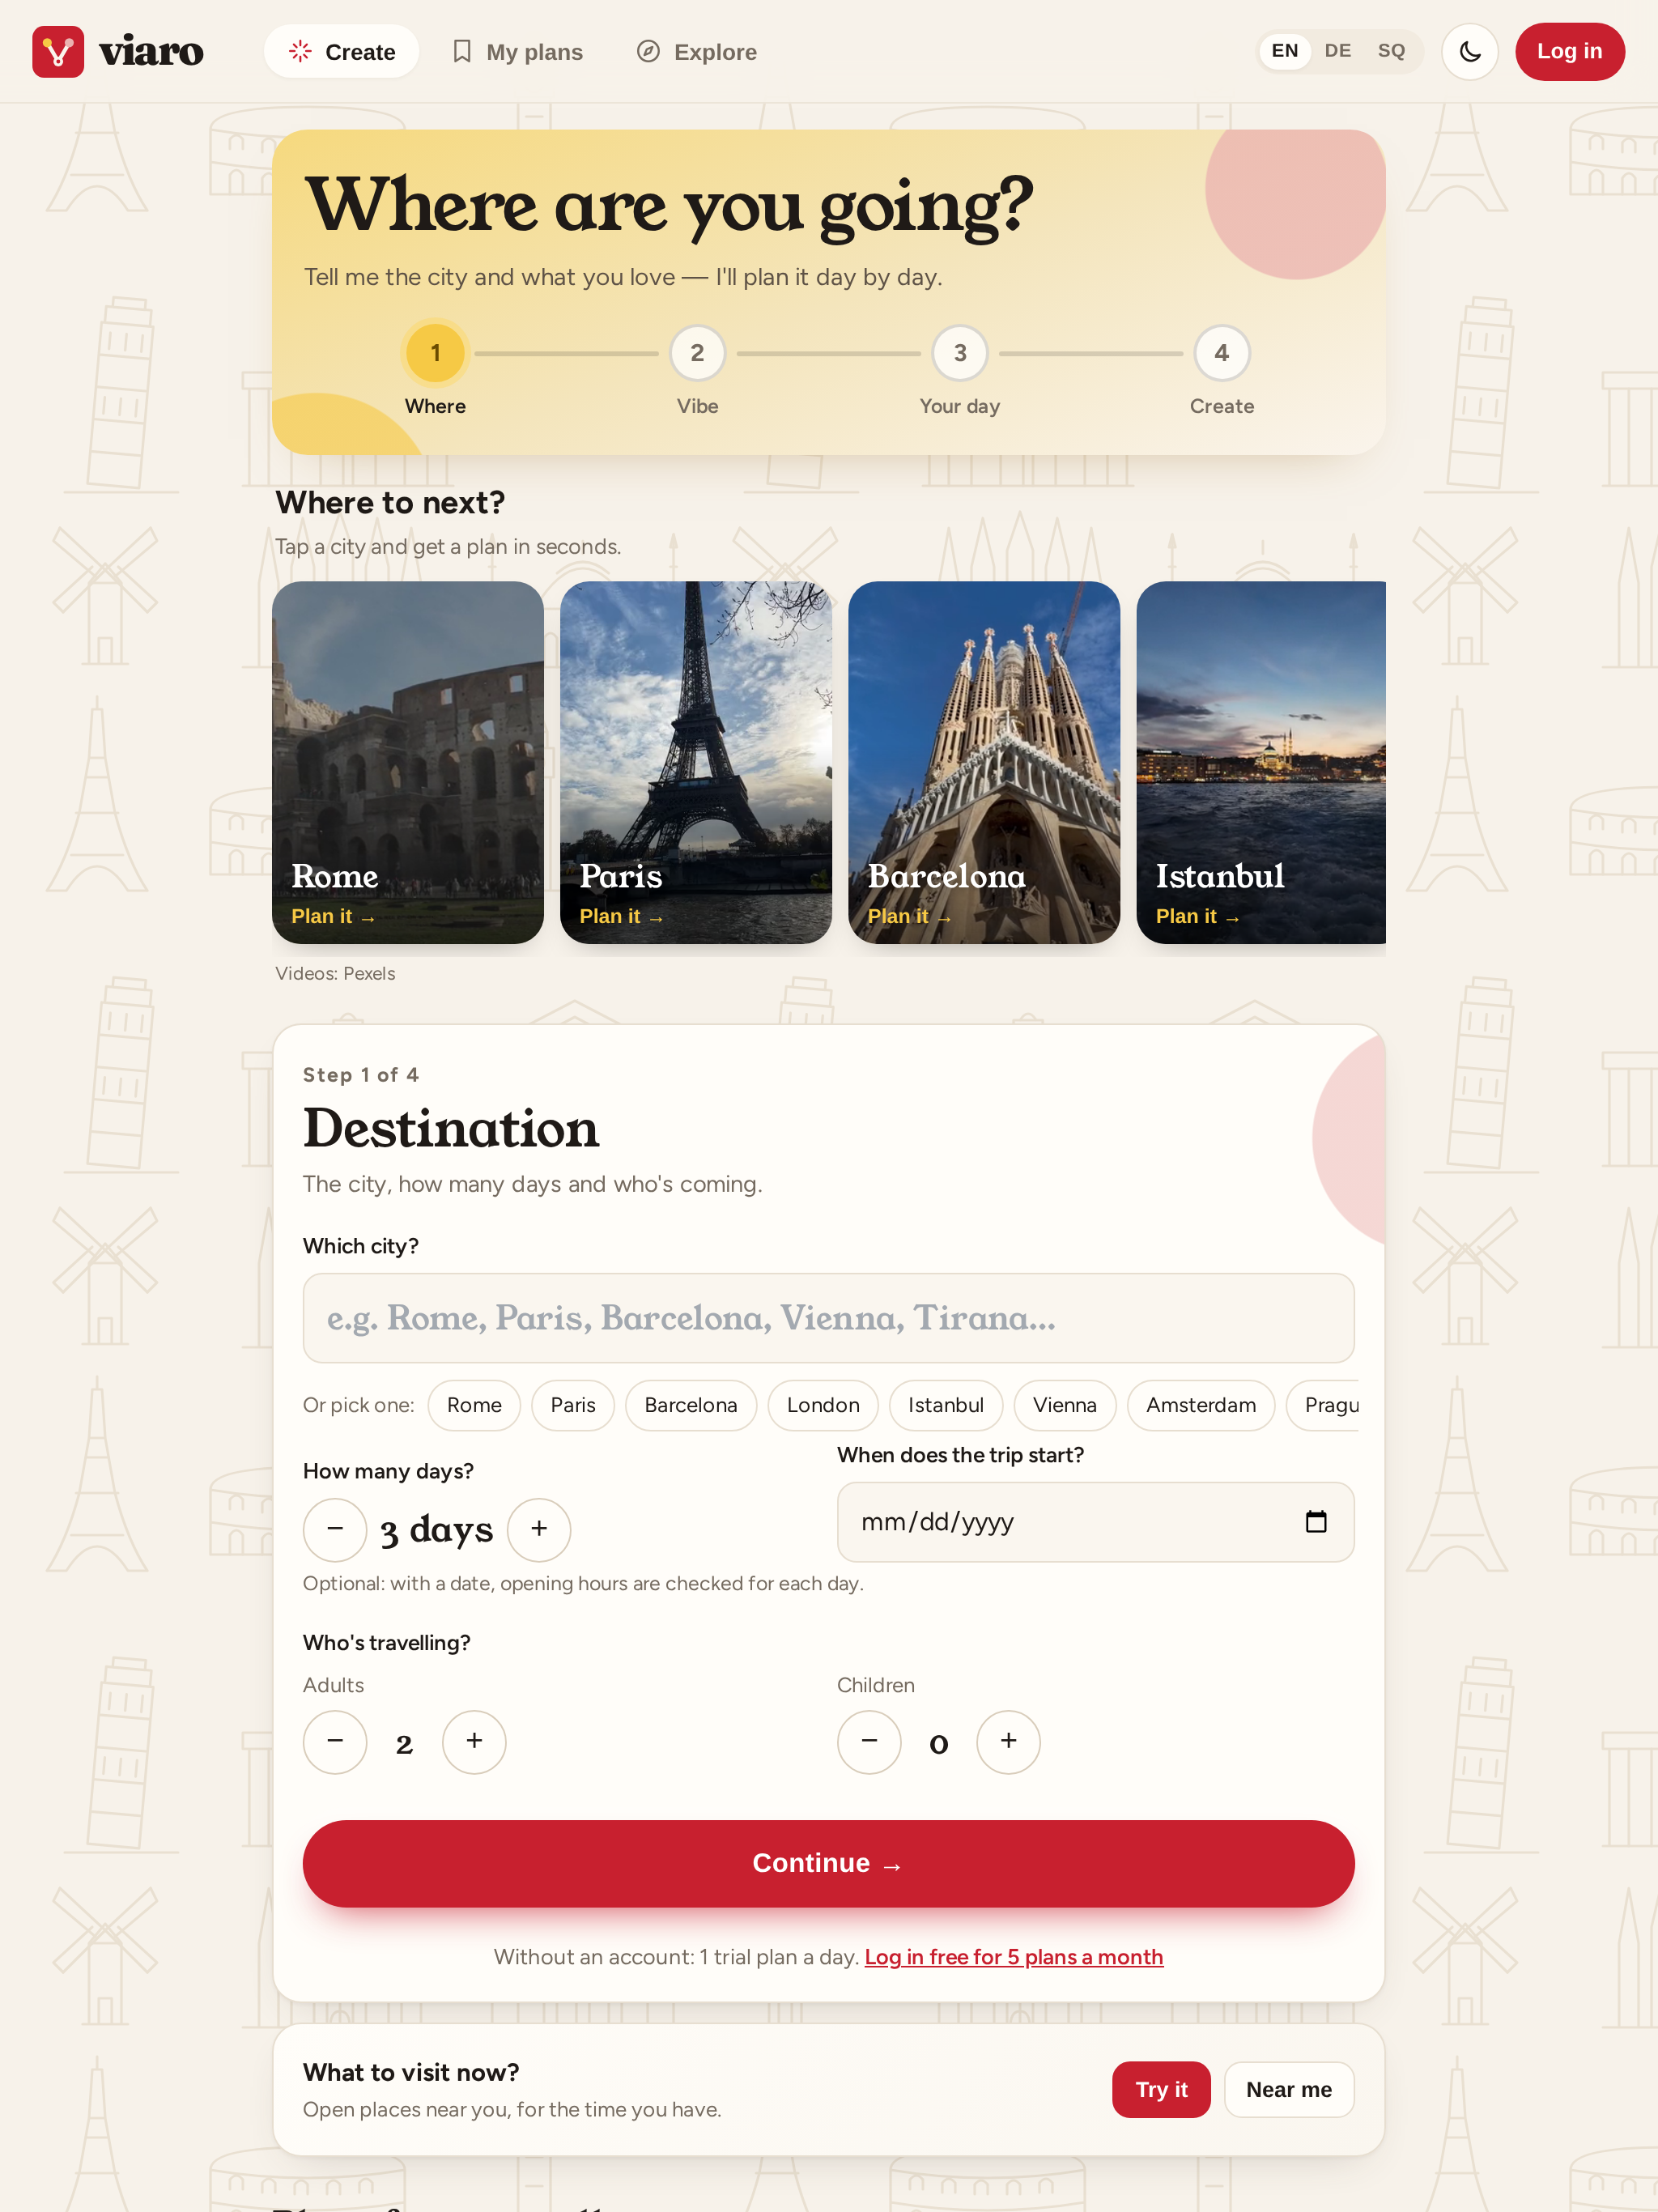 viaro
Create
My plans
Explore
EN DE SQ
Log in
Where are you going?
Tell me the city and what you love — I'll plan it day by day.
1 2 3 4
Where Vibe Your day Create
Where to next?
Tap a city and get a plan in seconds.
Rome
Plan it →
Paris
Plan it →
Barcelona
Plan it →
Istanbul
Plan it →
Videos: Pexels
Step 1 of 4
Destination
The city, how many days and who's coming.
Which city?
e.g. Rome, Paris, Barcelona, Vienna, Tirana...
Or pick one: Rome Paris Barcelona London Istanbul Vienna Amsterdam Pragu
How many days?
− 3 days +
When does the trip start?
mm/dd/yyyy
Optional: with a date, opening hours are checked for each day.
Who's travelling?
Adults
− 2 +
Children
− 0 +
Continue →
Without an account: 1 trial plan a day. Log in free for 5 plans a month
What to visit now?
Open places near you, for the time you have.
Try it
Near me